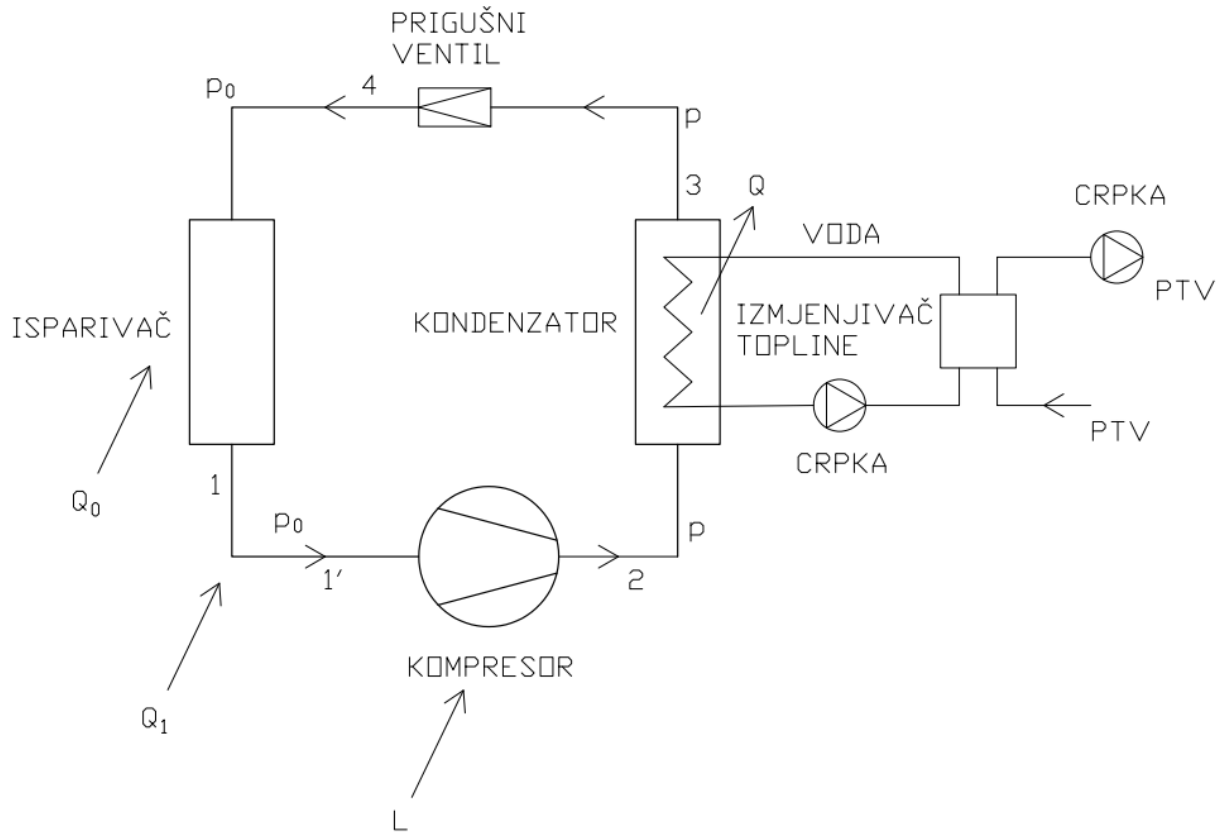 PRIGUŠNI
VENTIL
p0
4
p
3
Q
CRPKA
VODA
PTV
ISPARIVAČ
KONDENZATOR
IZMJENJIVAČ
TOPLINE
PTV
CRPKA
Q0
1
p0
1'
2
p
KOMPRESOR
Q1
L